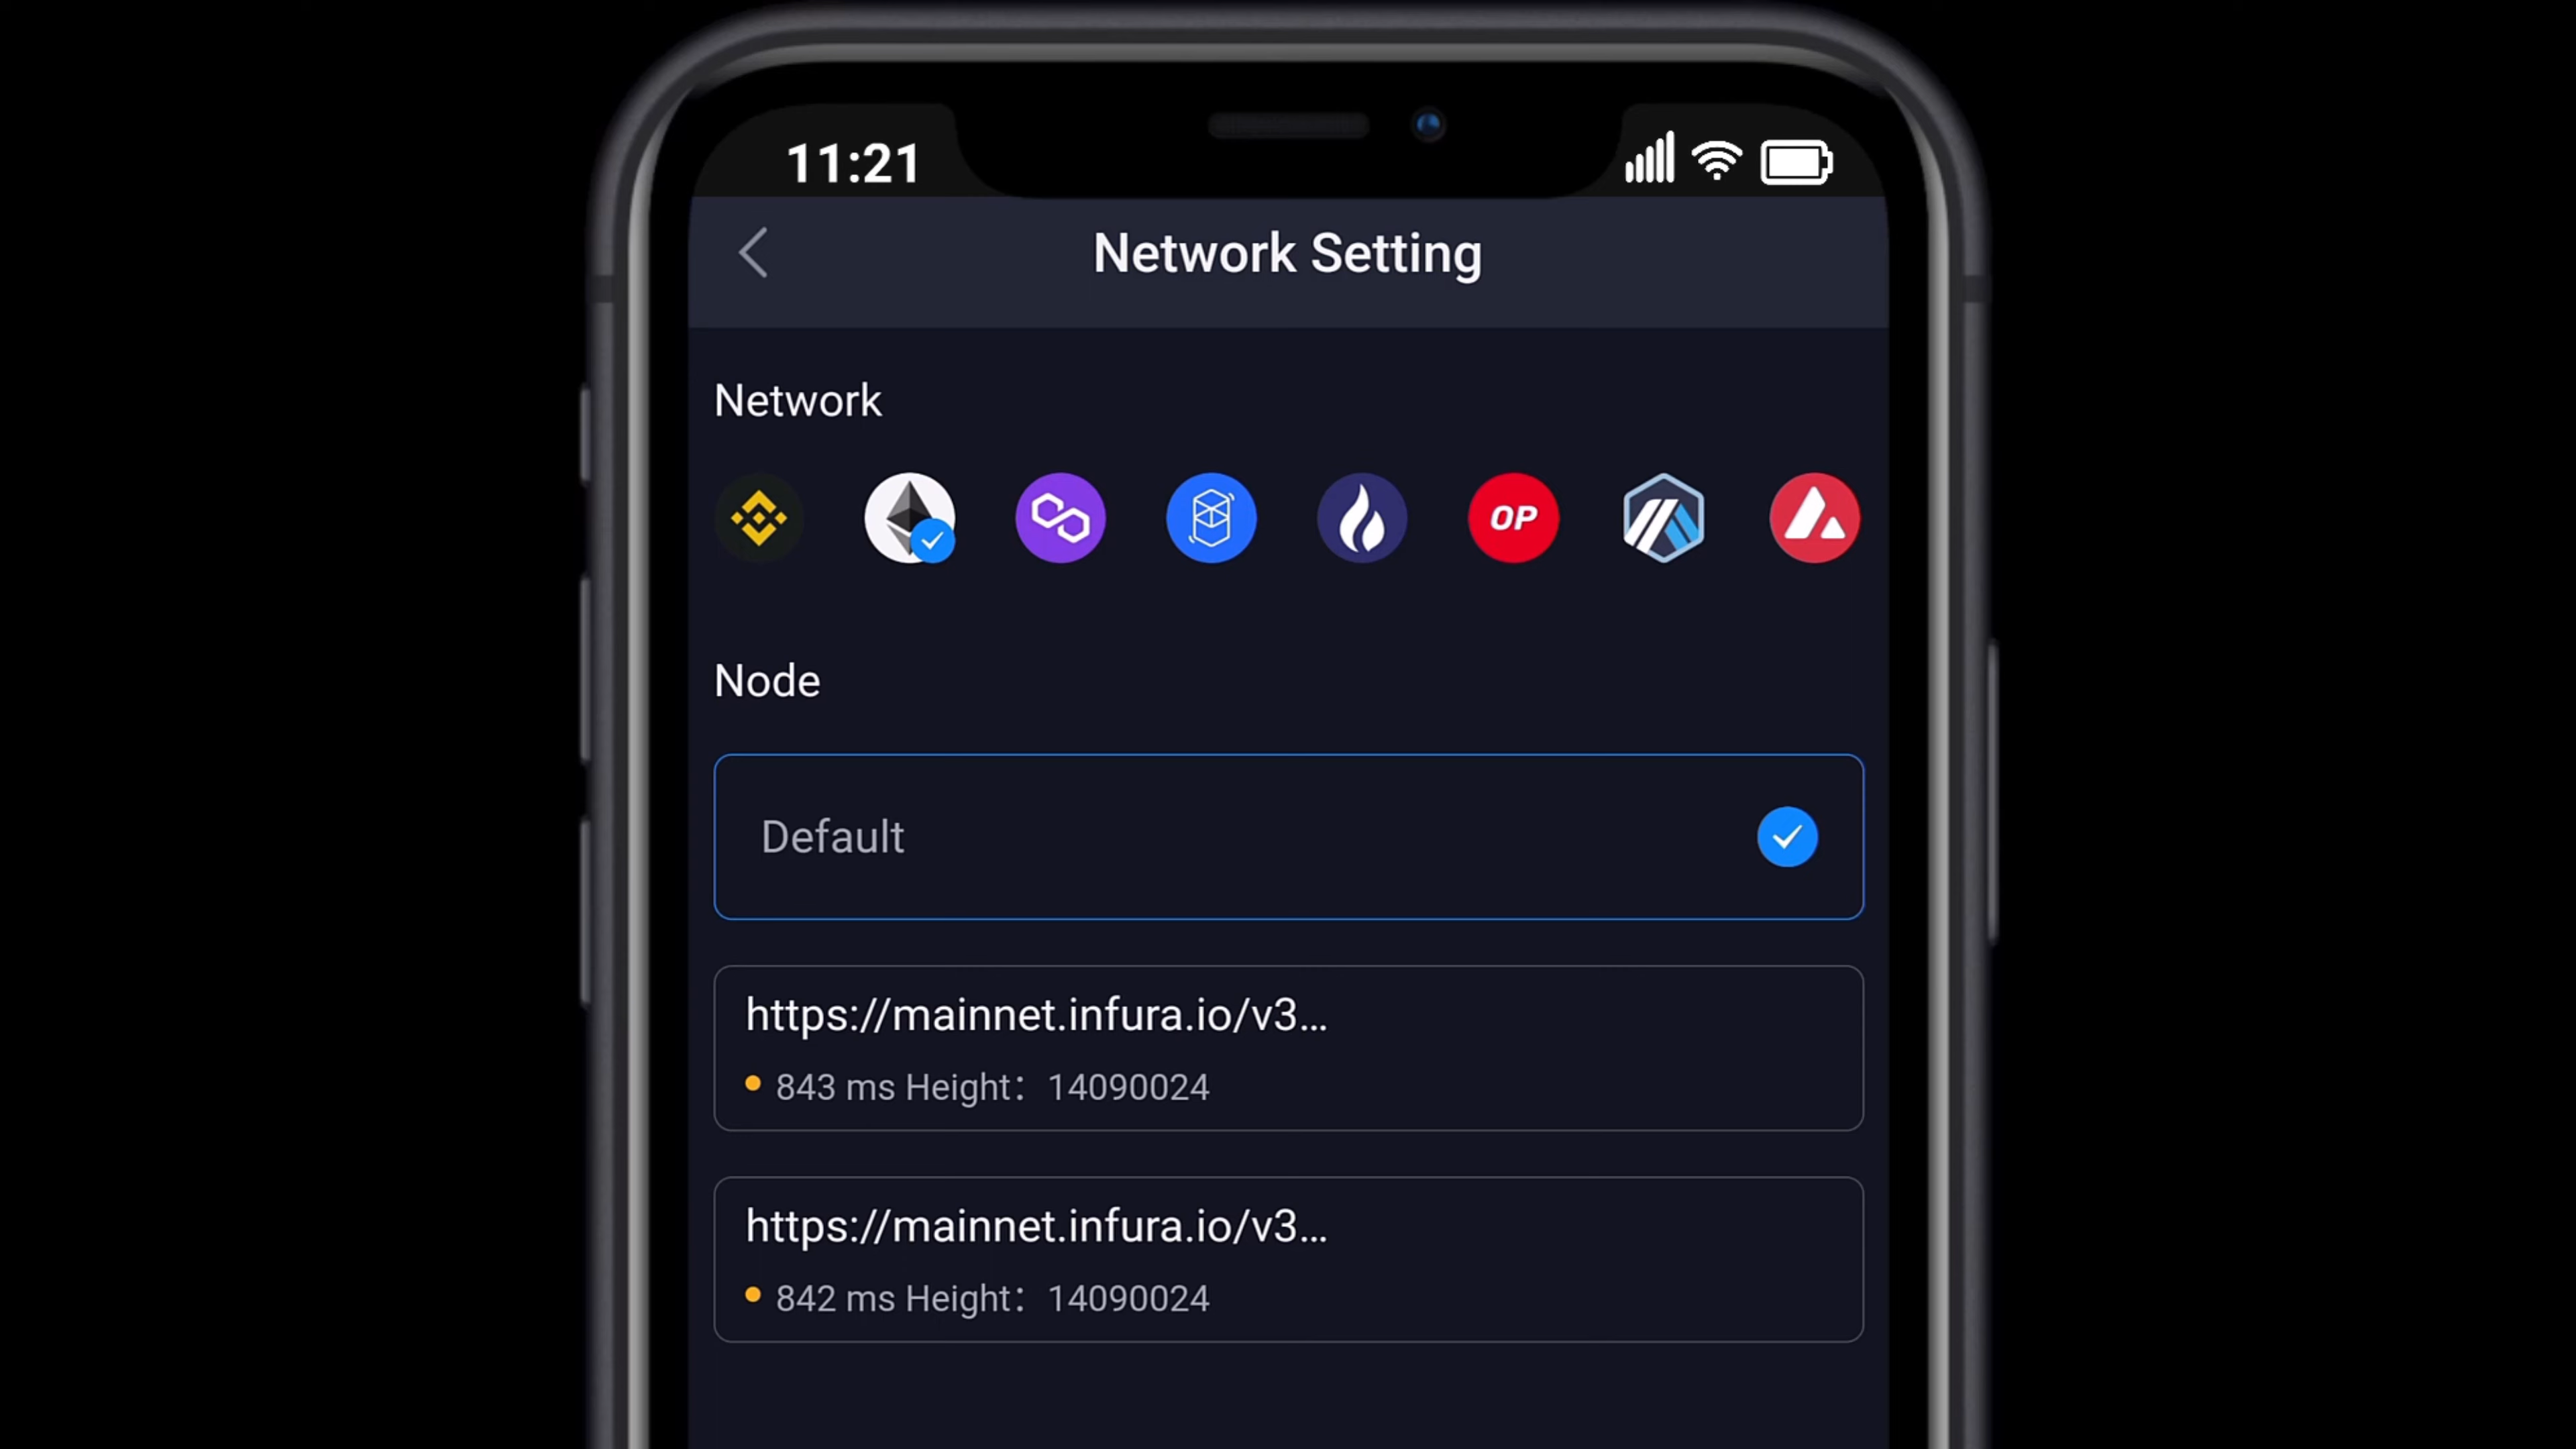 11:21
Network Setting
Network
OP
Node
Default
https://mainnet.infura.io/v3...
843 ms Height： 14090024
https://mainnet.infura.io/v3...
842 ms Height： 14090024